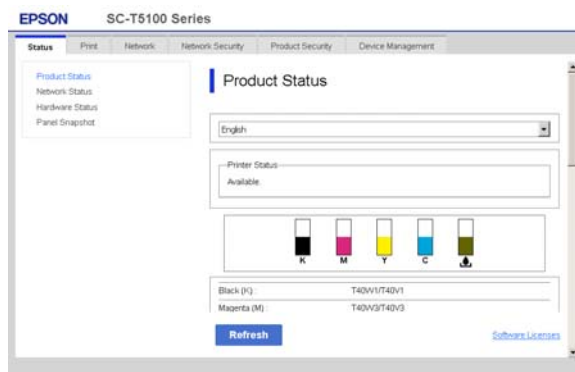 EPSON SC-T5100 Series
Status Print Network Network Security Product Security Device Management
Product Status
Network Status
Hardware Status
Panel Snapshot
Product Status
English
Printer Status
Available.
K M Y C
Black (K) : T40W1/T40V1
Magenta (M) : T40W3/T40V3
Refresh
Software Licenses